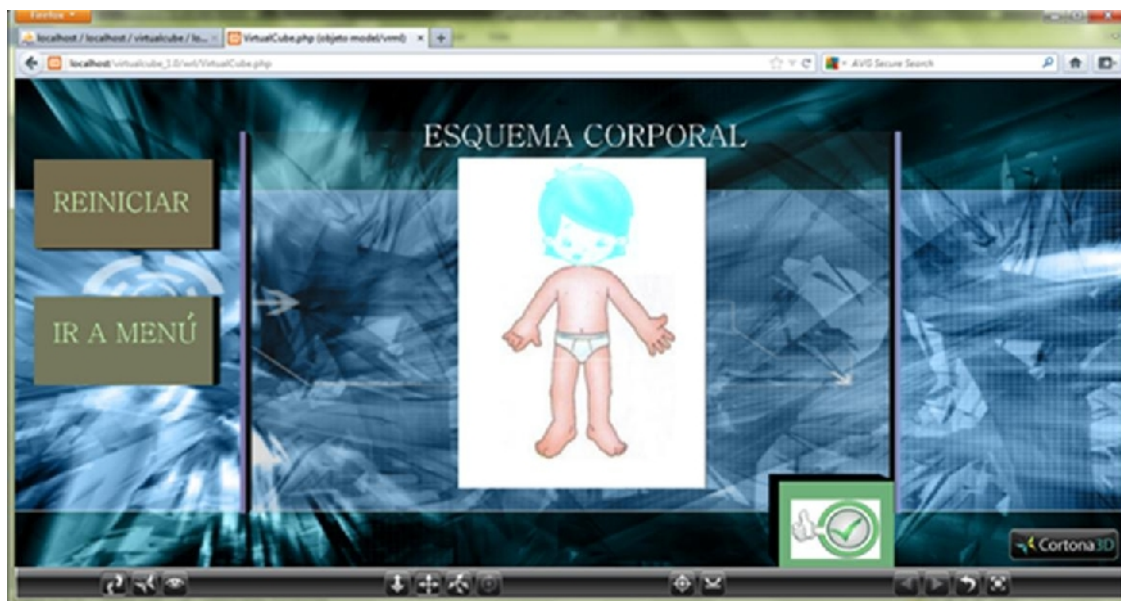 Firefox
localhost / localhost / virtualcube / lo...
VirtualCube.php (objeto model/vrml)
localhost/virtualcube_1.0/wrl/VirtualCube.php
AVG Secure Search
ESQUEMA CORPORAL
REINICIAR
IR A MENÚ
Cortona3D